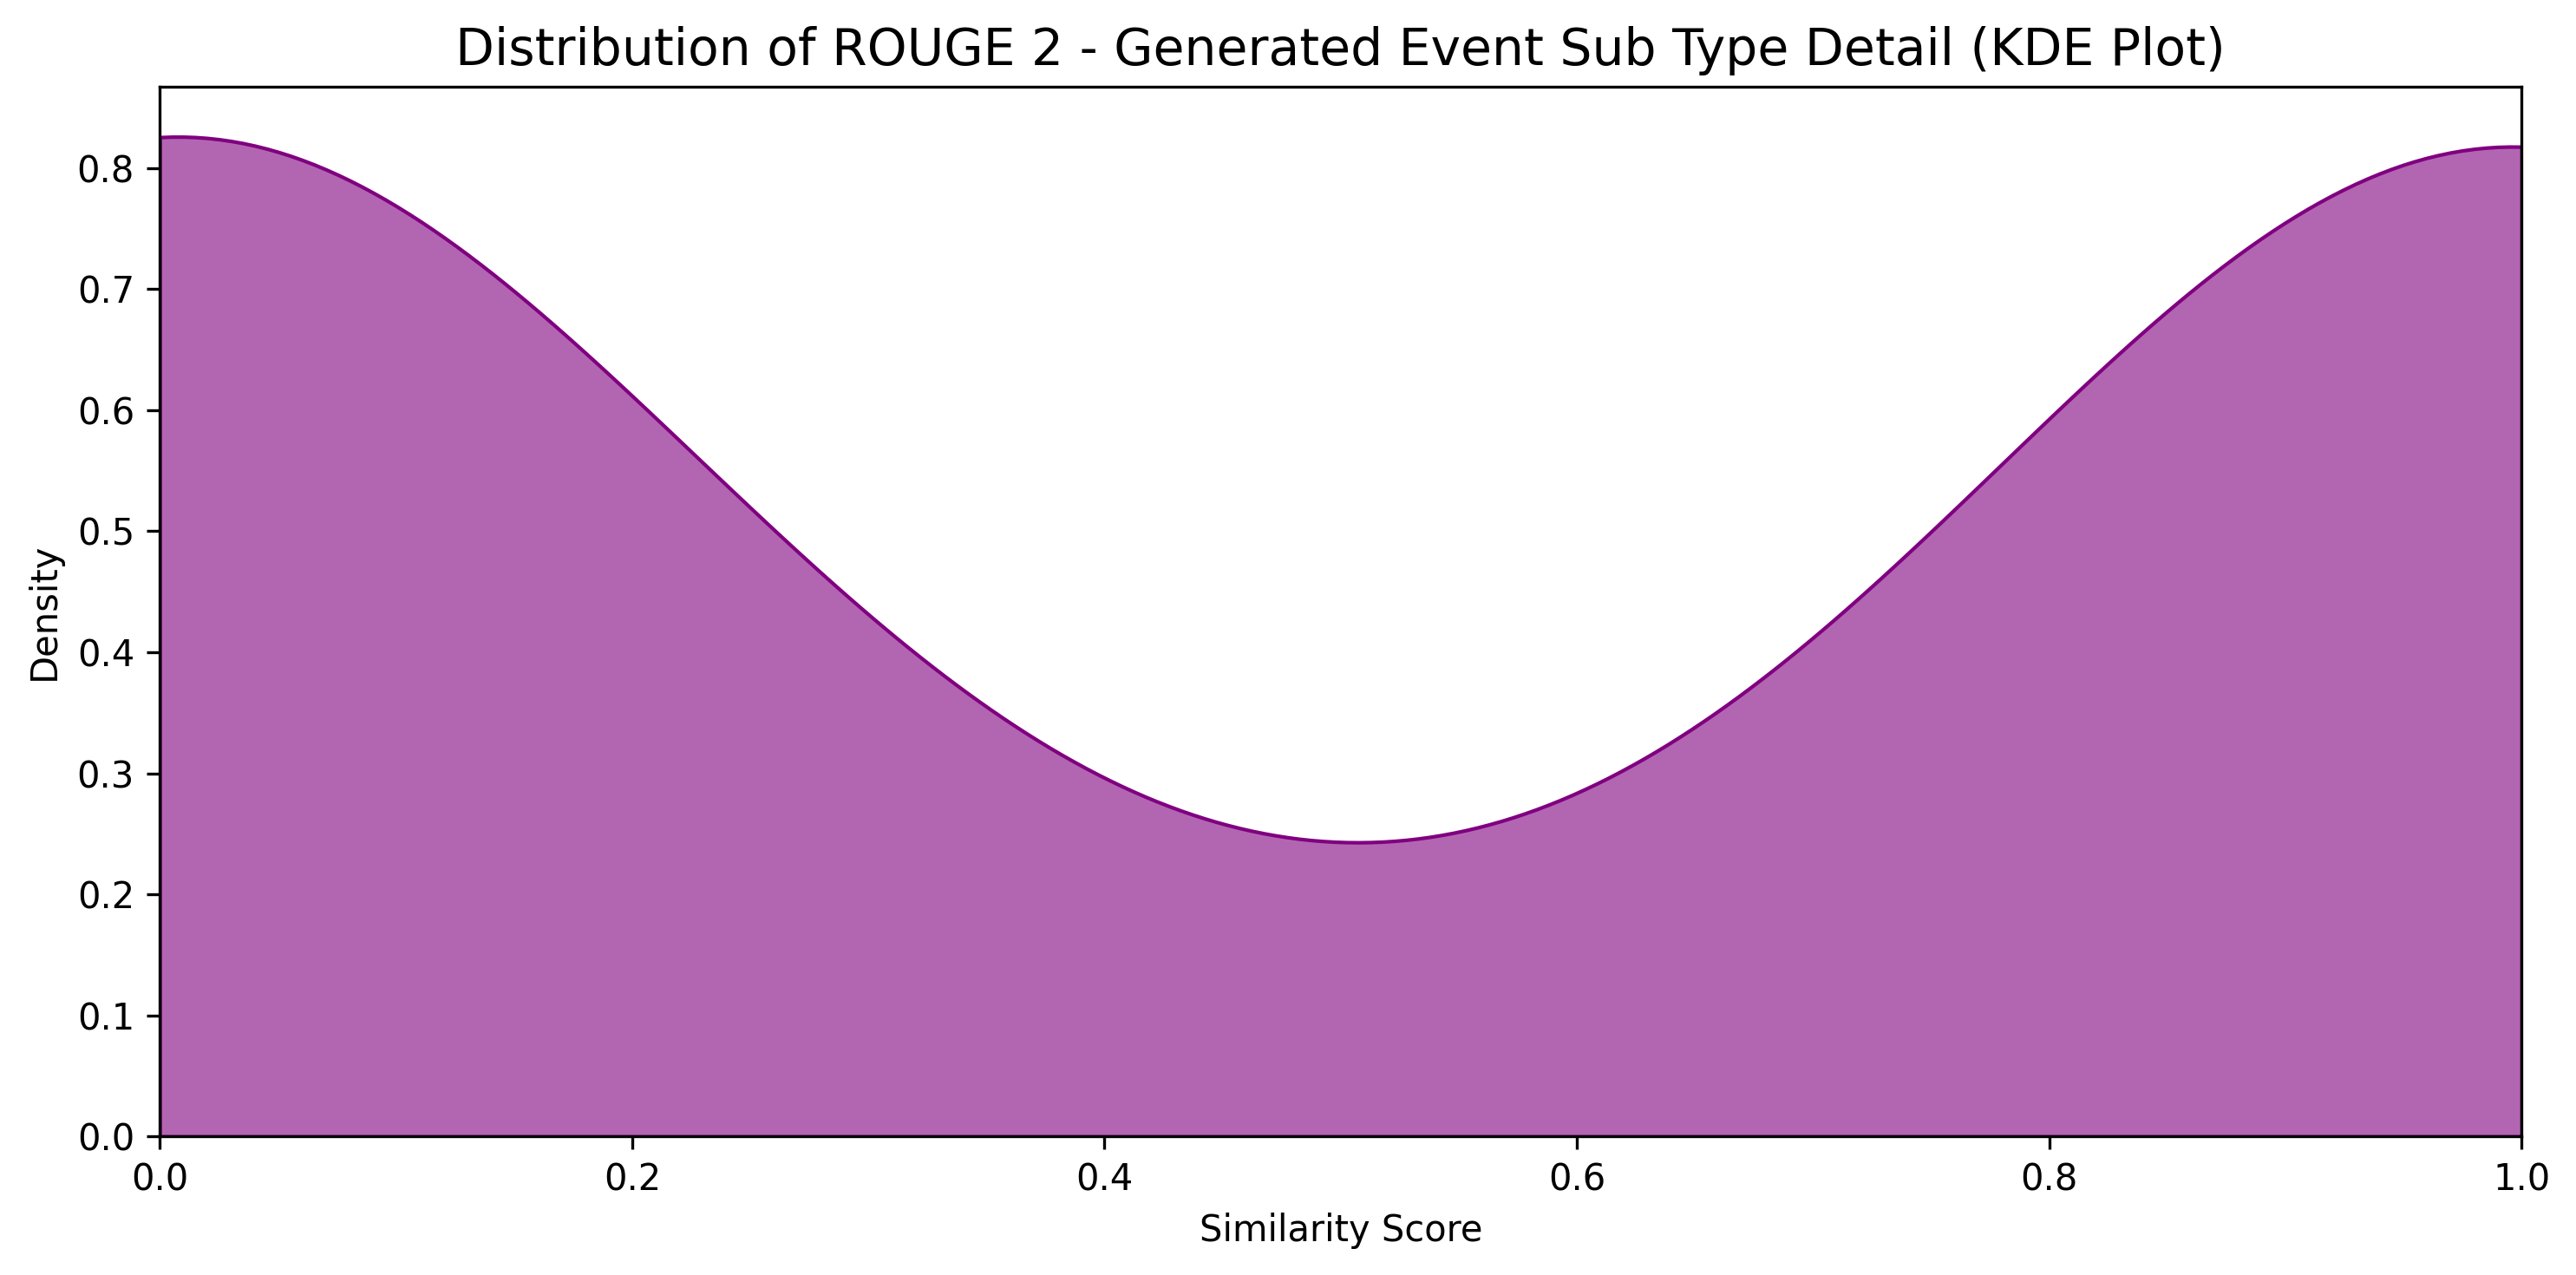 Distribution of ROUGE 2 - Generated Event Sub Type Detail (KDE Plot)
0.8
0.7
0.6
0.5
0.4
0.3
0.2
0.1
0.0
Density
0.0 0.2 0.4 0.6 0.8 1.0
Similarity Score